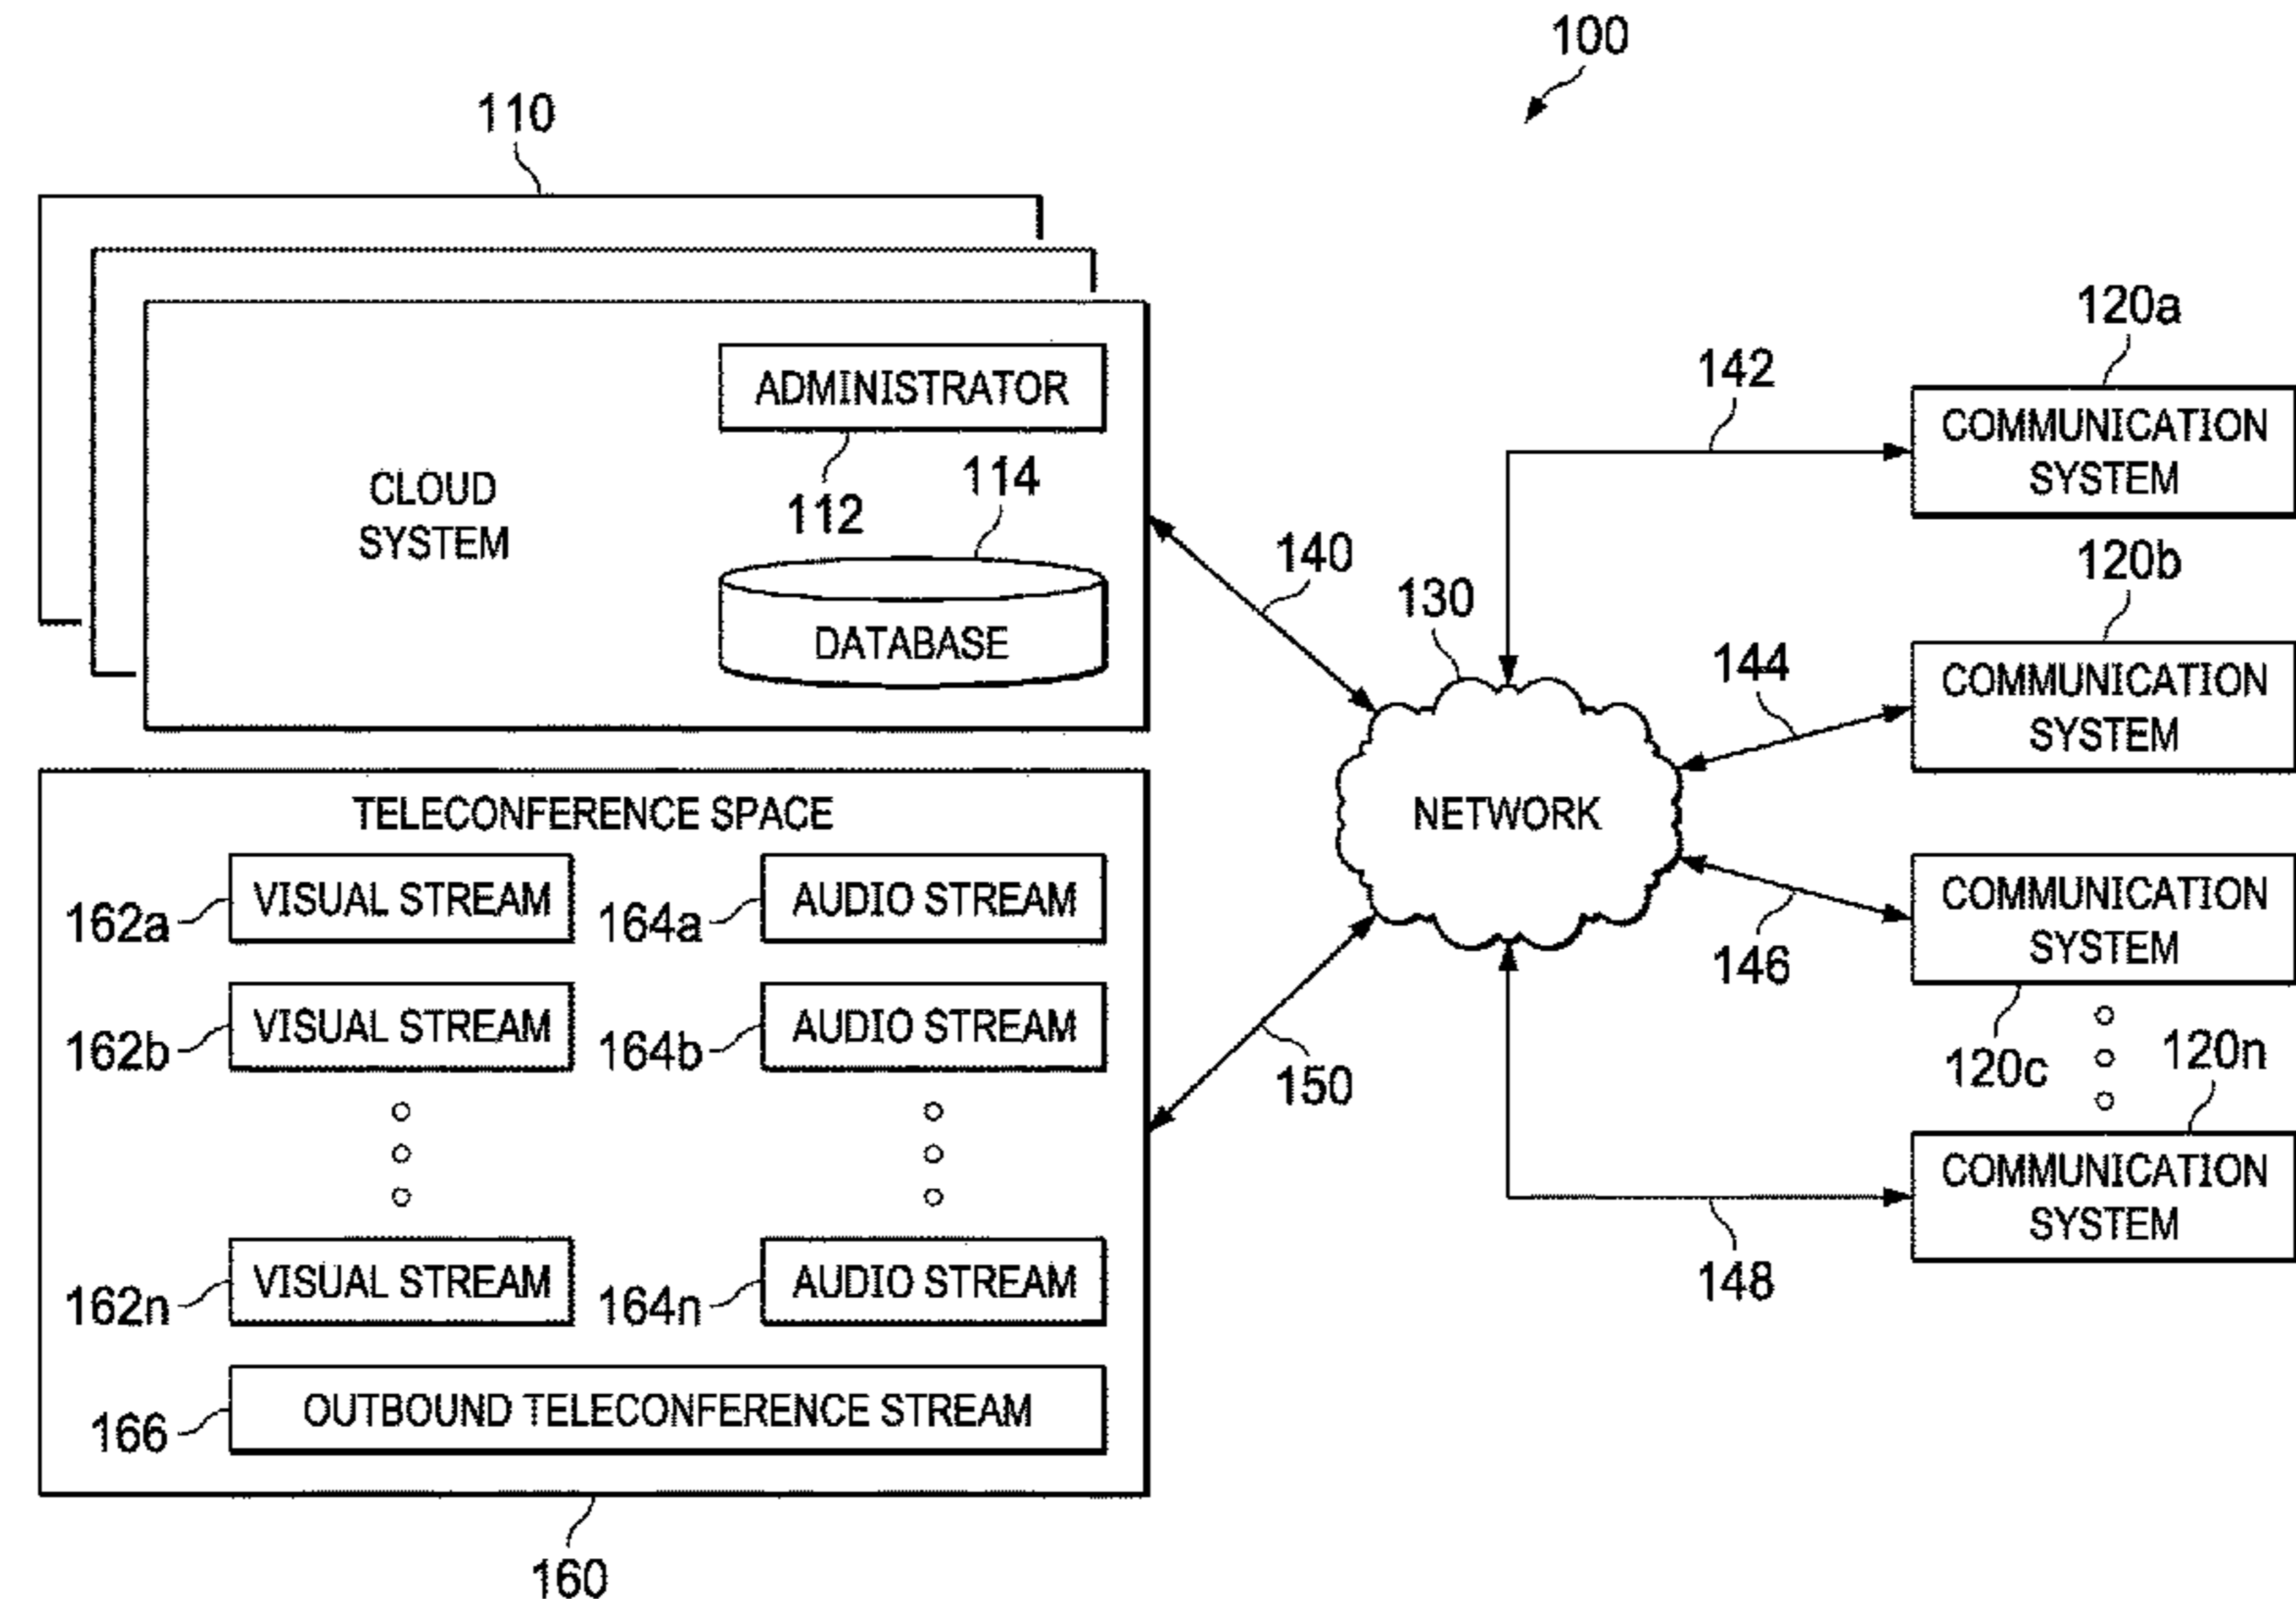 100
110
CLOUD
SYSTEM
ADMINISTRATOR
112
114
DATABASE
140
130
NETWORK
142
120a
COMMUNICATION
SYSTEM
120b
144
COMMUNICATION
SYSTEM
COMMUNICATION
SYSTEM
146
120c
120n
COMMUNICATION
SYSTEM
148
150
TELECONFERENCE SPACE
162a VISUAL STREAM 164a AUDIO STREAM
162b VISUAL STREAM 164b AUDIO STREAM
162n VISUAL STREAM 164n AUDIO STREAM
166 OUTBOUND TELECONFERENCE STREAM
160